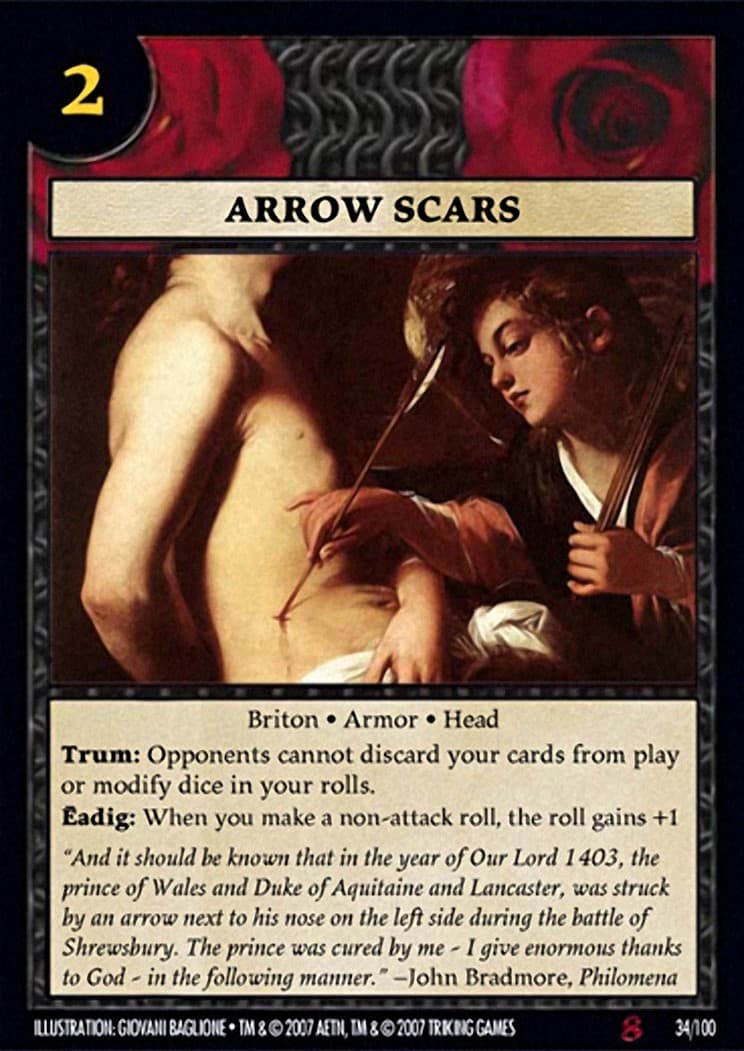 2
ARROW SCARS
Briton • Armor • Head
Trum: Opponents cannot discard your cards from play
or modify dice in your rolls.
Ēadig: When you make a non-attack roll, the roll gains +1
“And it should be known that in the year of Our Lord 1403, the
prince of Wales and Duke of Aquitaine and Lancaster, was struck
by an arrow next to his nose on the left side during the battle of
Shrewsbury. The prince was cured by me - I give enormous thanks
to God - in the following manner.” –John Bradmore, Philomena
ILLUSTRATION: GIOVANI BAGLIONE • TM & © 2007 AETN, TM & © 2007 TRIKING GAMES
34/100